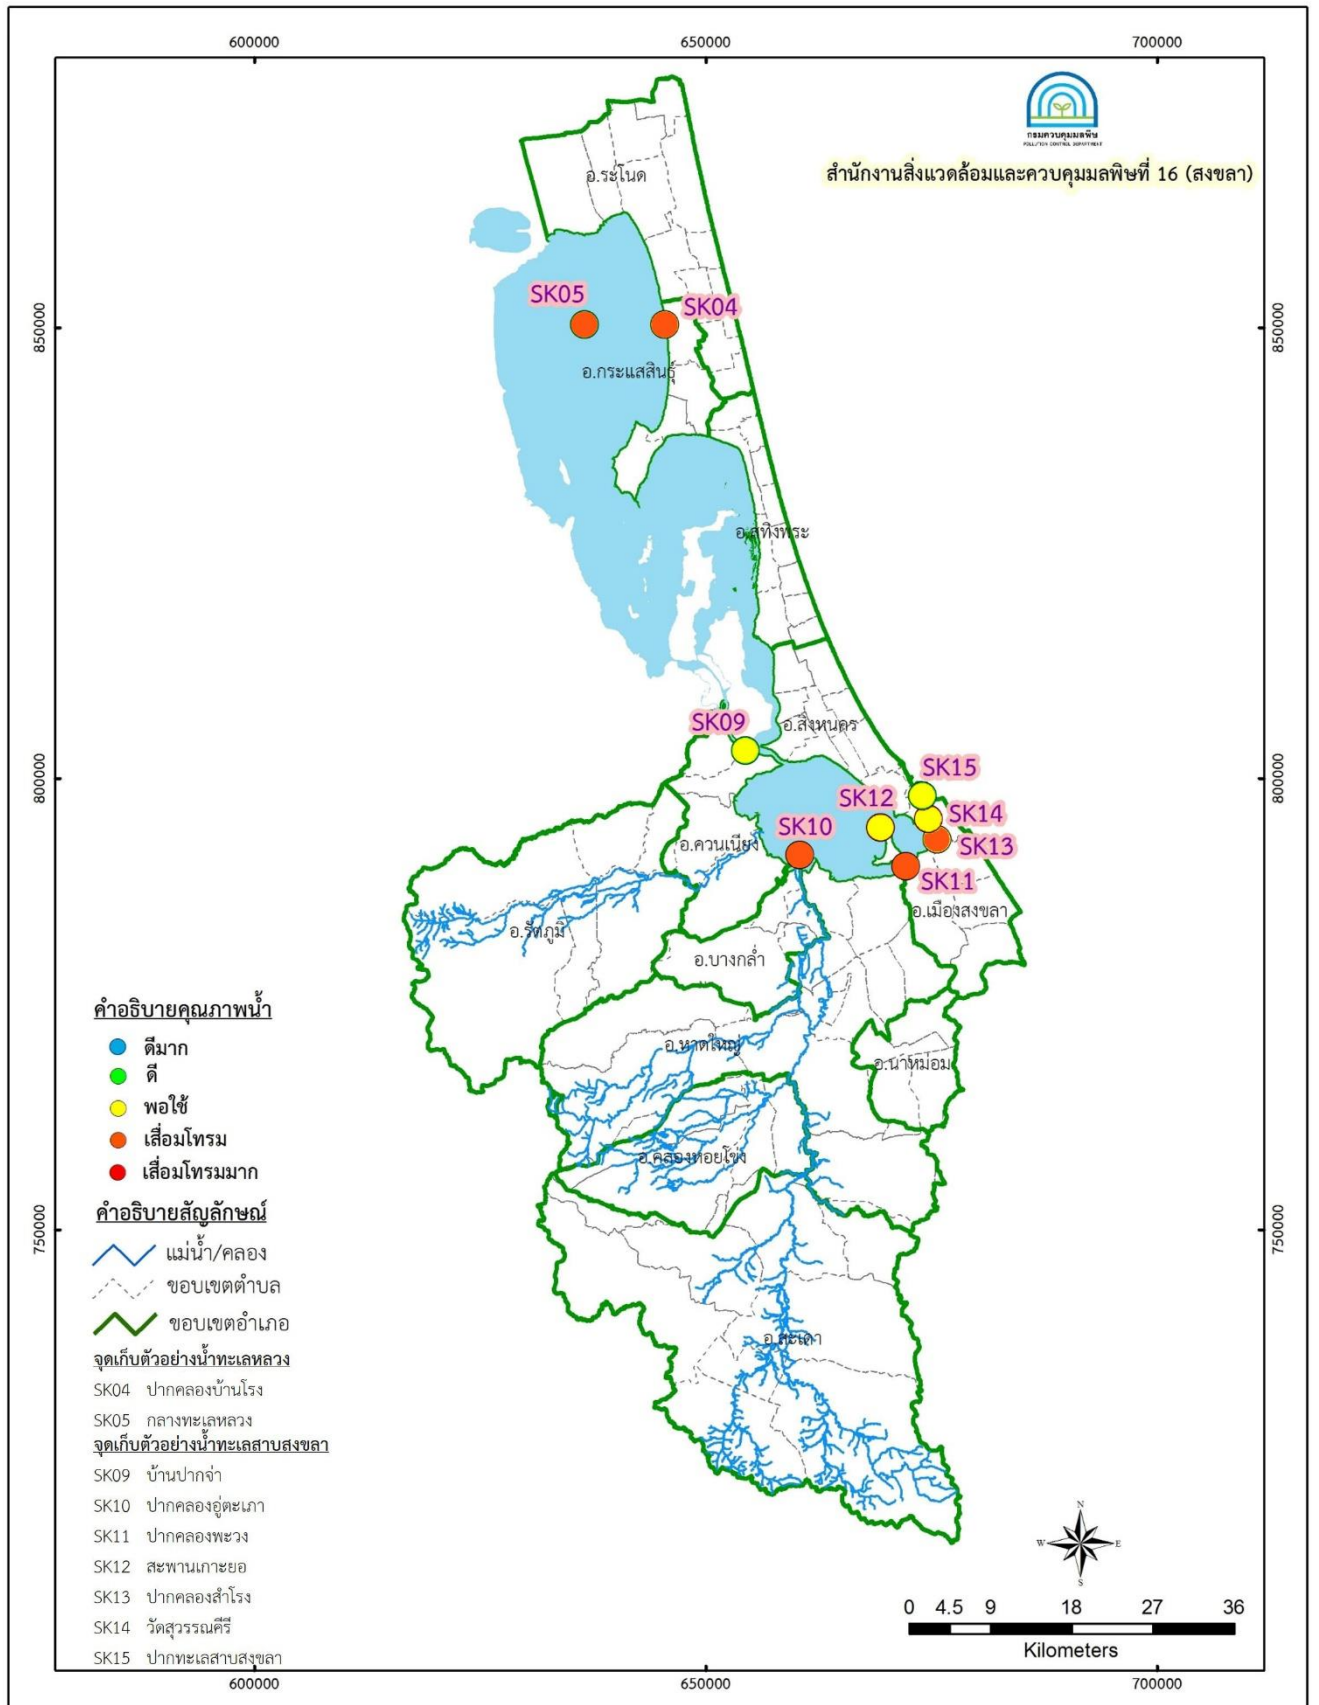 600000 650000 700000
กรมควบคุมมลพิษ
POLLUTION CONTROL DEPARTMENT
สำนักงานสิ่งแวดล้อมและควบคุมมลพิษที่ 16 (สงขลา)
อ.ระโนด
SK05
SK04
850000 850000
อ.กระแสสินธุ์
อ.สทิงพระ
SK09
อ.สิงหนคร
800000 800000
SK15
SK12
SK14
SK10
SK13
อ.ควนเนียง
SK11
อ.เมืองสงขลา
อ.รัตภูมิ
อ.บางกล่ำ
คำอธิบายคุณภาพน้ำ
ดีมาก
ดี
พอใช้
เสื่อมโทรม
เสื่อมโทรมมาก
อ.หาดใหญ่
อ.นาหม่อม
อ.คลองหอยโข่ง
คำอธิบายสัญลักษณ์
แม่น้ำ/คลอง
ขอบเขตตำบล
ขอบเขตอำเภอ
750000 750000
อ.สะเดา
จุดเก็บตัวอย่างน้ำทะเลหลวง
SK04 ปากคลองบ้านโรง
SK05 กลางทะเลหลวง
จุดเก็บตัวอย่างน้ำทะเลสาบสงขลา
SK09 บ้านปากจ่า
SK10 ปากคลองอู่ตะเภา
SK11 ปากคลองพะวง
SK12 สะพานเกาะยอ
SK13 ปากคลองสำโรง
SK14 วัดสุวรรณคีรี
SK15 ปากทะเลสาบสงขลา
N
W E
S
0 4.5 9 18 27 36
Kilometers
600000 650000 700000